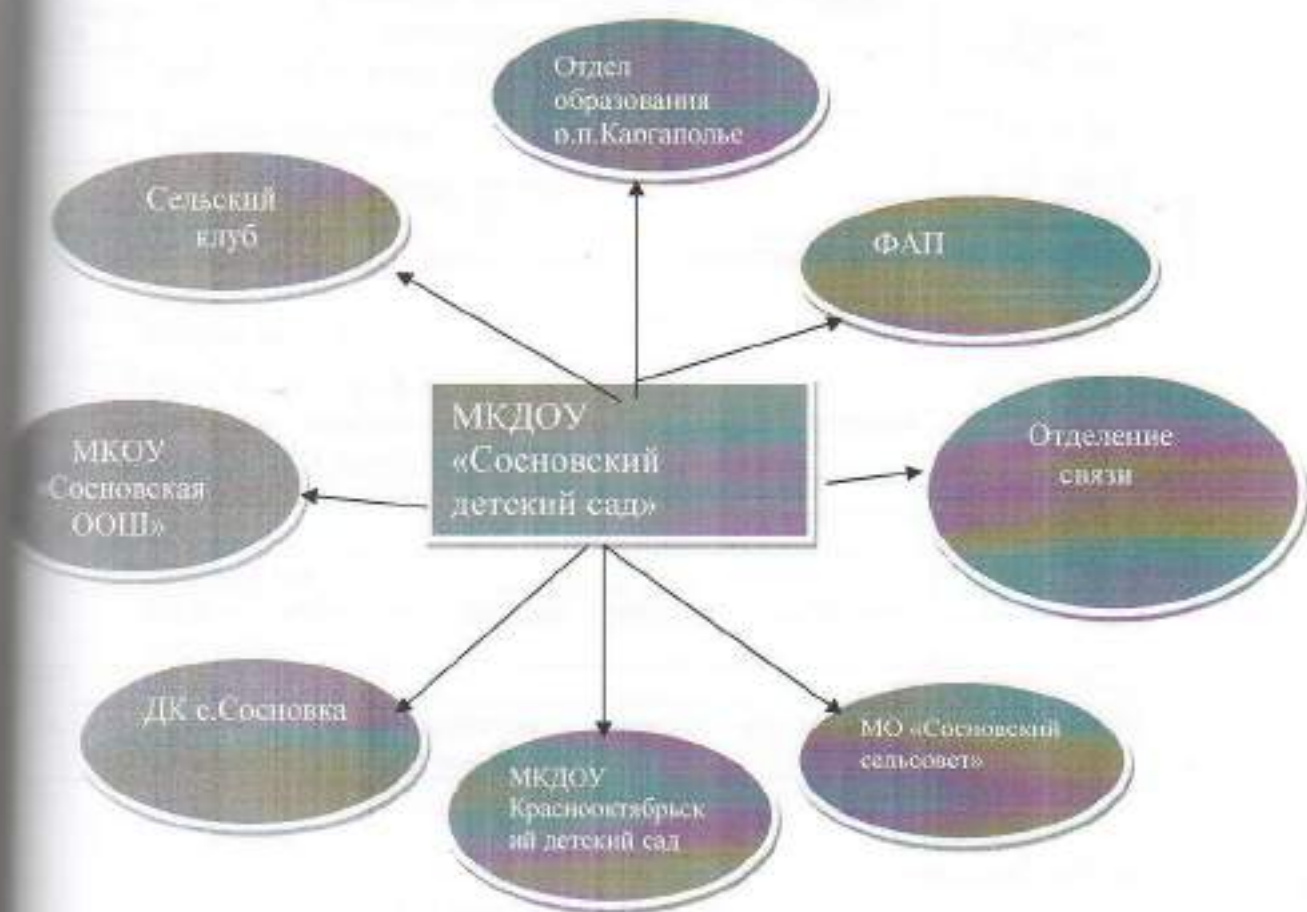 Отдел
образования
р.п.Каргаполье
Сельский
клуб
ФАП
МКДОУ
«Сосновский
детский сад»
Отделение
связи
МКОУ
«Сосновская
ООШ»
ДК с.Сосновка
МО «Сосновский
сельсовет»
МКДОУ
Краснооктябрьск
ий детский сад